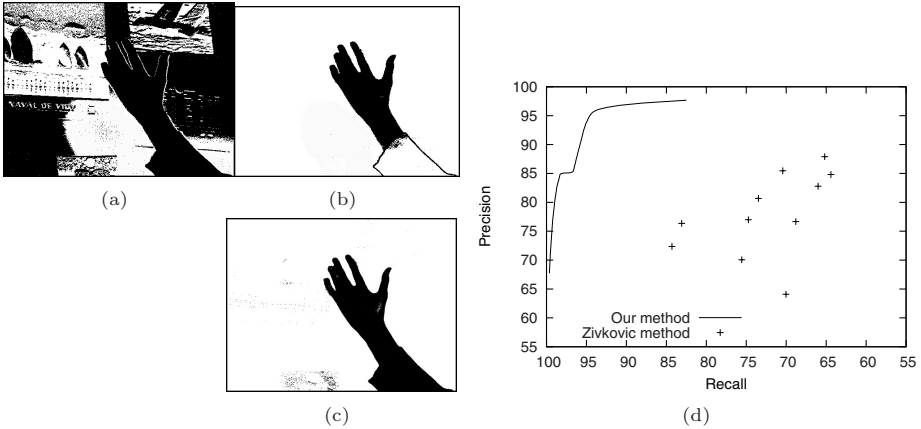 NAVAL DE VIGO
(a)
(b)
(c)
100
95
90
85
80
75
70
65
60
55
Precision
Our method
Zivkovic method
100 95 90 85 80 75 70 65 60 55
Recall
(d)